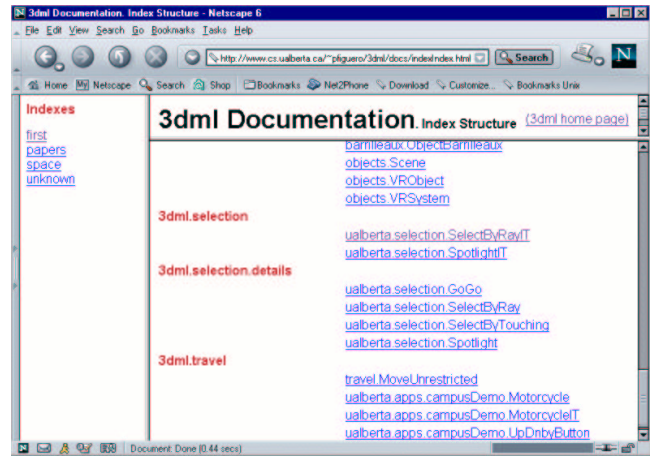 3dml Documentation. Index Structure - Netscape 6
File Edit View Search Go Bookmarks Tasks Help
http://www.cs.ualberta.ca/~pfiguero/3dml/docs/indexIndex.html Search N
Home My Netscape Search Shop Bookmarks Net2Phone Download Customize... Bookmarks Unix
Indexes
first
papers
space
unknown
3dml Documentation. Index Structure (3dml home page)
barrilleaux.ObjectBarrilleaux
objects.Scene
objects.VRObject
objects.VRSystem
3dml.selection
ualberta.selection.SelectByRayIT
ualberta.selection.SpotlightIT
3dml.selection.details
ualberta.selection.GoGo
ualberta.selection.SelectByRay
ualberta.selection.SelectByTouching
ualberta.selection.Spotlight
3dml.travel
travel.MoveUnrestricted
ualberta.apps.campusDemo.Motorcycle
ualberta.apps.campusDemo.MotorcycleIT
ualberta.apps.campusDemo.UpDnbyButton
Document: Done (0.44 secs)